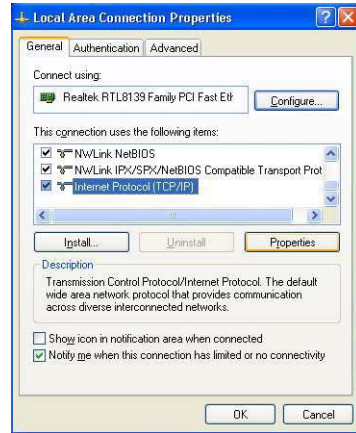 Local Area Connection Properties
General Authentication Advanced
Connect using:
Realtek RTL8139 Family PCI Fast Eth
Configure...
This connection uses the following items:
NWLink NetBIOS
NWLink IPX/SPX/NetBIOS Compatible Transport Prot
Internet Protocol (TCP/IP)
Install... Uninstall Properties
Description
Transmission Control Protocol/Internet Protocol. The default
wide area network protocol that provides communication
across diverse interconnected networks.
Show icon in notification area when connected
Notify me when this connection has limited or no connectivity
OK Cancel